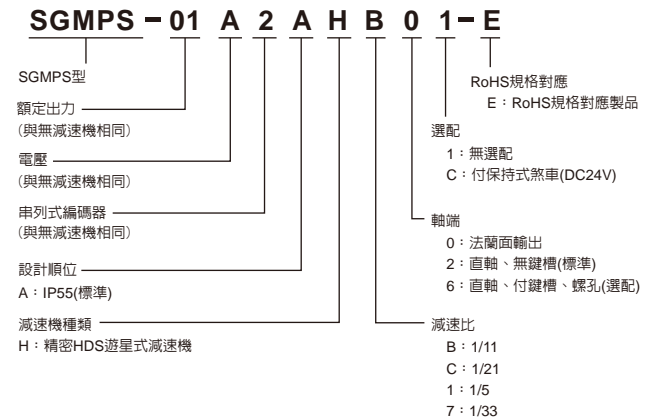 SGMPS-01 A 2 A H B 0 1-E
SGMPS型
額定出力
(與無減速機相同)
電壓
(與無減速機相同)
串列式編碼器
(與無減速機相同)
設計順位
A：IP55(標準)
減速機種類
H：精密HDS遊星式減速機
RoHS規格對應
E：RoHS規格對應製品
選配
1：無選配
C：付保持式煞車(DC24V)
軸端
0：法蘭面輸出
2：直軸、無鍵槽(標準)
6：直軸、付鍵槽、螺孔(選配)
減速比
B：1/11
C：1/21
1：1/5
7：1/33